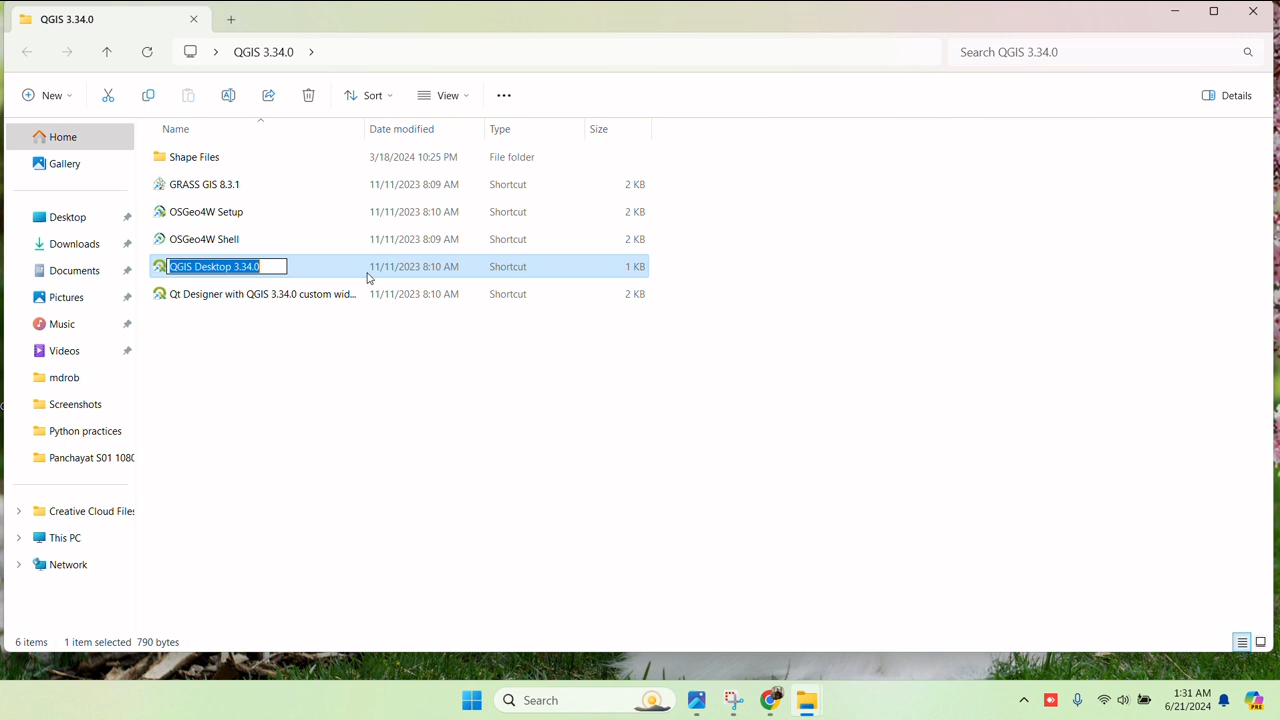 QGIS 3.34.0
QGIS 3.34.0
Search QGIS 3.34.0
New
Sort
View
Details
Name Date modified Type Size
Home
Gallery
Desktop
Downloads
Documents
Pictures
Music
Videos
mdrob
Screenshots
Python practices
Panchayat S01 1080
Creative Cloud Files
This PC
Network
Shape Files 3/18/2024 10:25 PM File folder
GRASS GIS 8.3.1 11/11/2023 8:09 AM Shortcut 2 KB
OSGeo4W Setup 11/11/2023 8:10 AM Shortcut 2 KB
OSGeo4W Shell 11/11/2023 8:09 AM Shortcut 2 KB
QGIS Desktop 3.34.0 11/11/2023 8:10 AM Shortcut 1 KB
Qt Designer with QGIS 3.34.0 custom wid... 11/11/2023 8:10 AM Shortcut 2 KB
6 items 1 item selected 790 bytes
Search
1:31 AM
6/21/2024
PRE